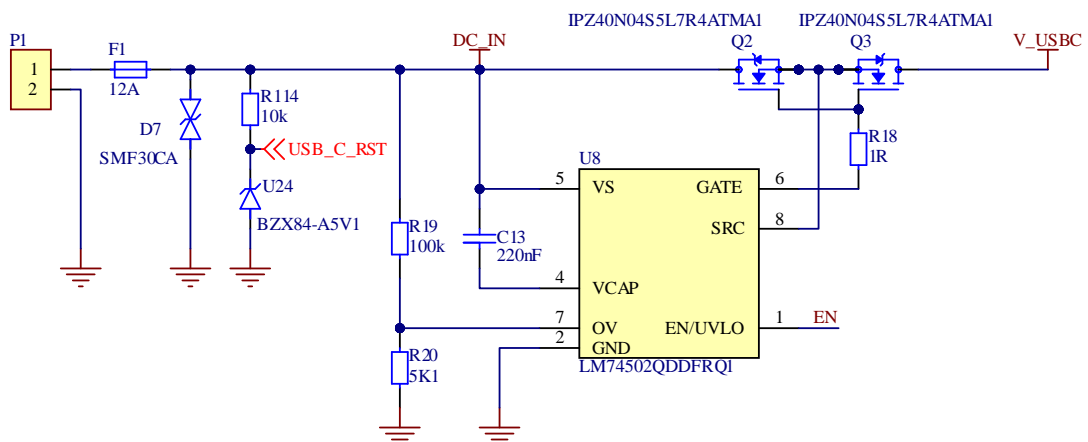 IPZ40N04S5L7R4ATMA1
IPZ40N04S5L7R4ATMA1
P1
F1
DC_IN
Q2
Q3
V_USBC
1
2
12A
R114
10k
D7
SMF30CA
USB_C_RST
U24
BZX84-A5V1
R18
1R
U8
5
VS
GATE
6
SRC
8
R19
100k
C13
220nF
4
VCAP
7
OV
EN/UVLO
1
EN
2
GND
R20
5K1
LM74502QDDFRQ1